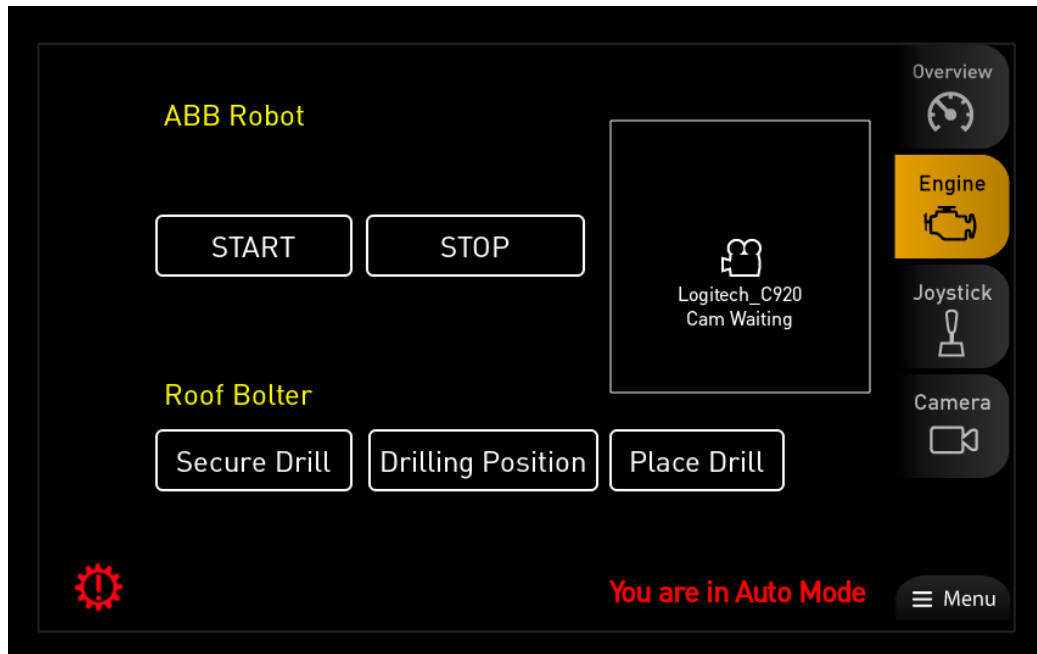 Overview
ABB Robot
Engine
START
STOP
Logitech_C920
Cam Waiting
Joystick
Roof Bolter
Camera
Secure Drill
Drilling Position
Place Drill
You are in Auto Mode
Menu